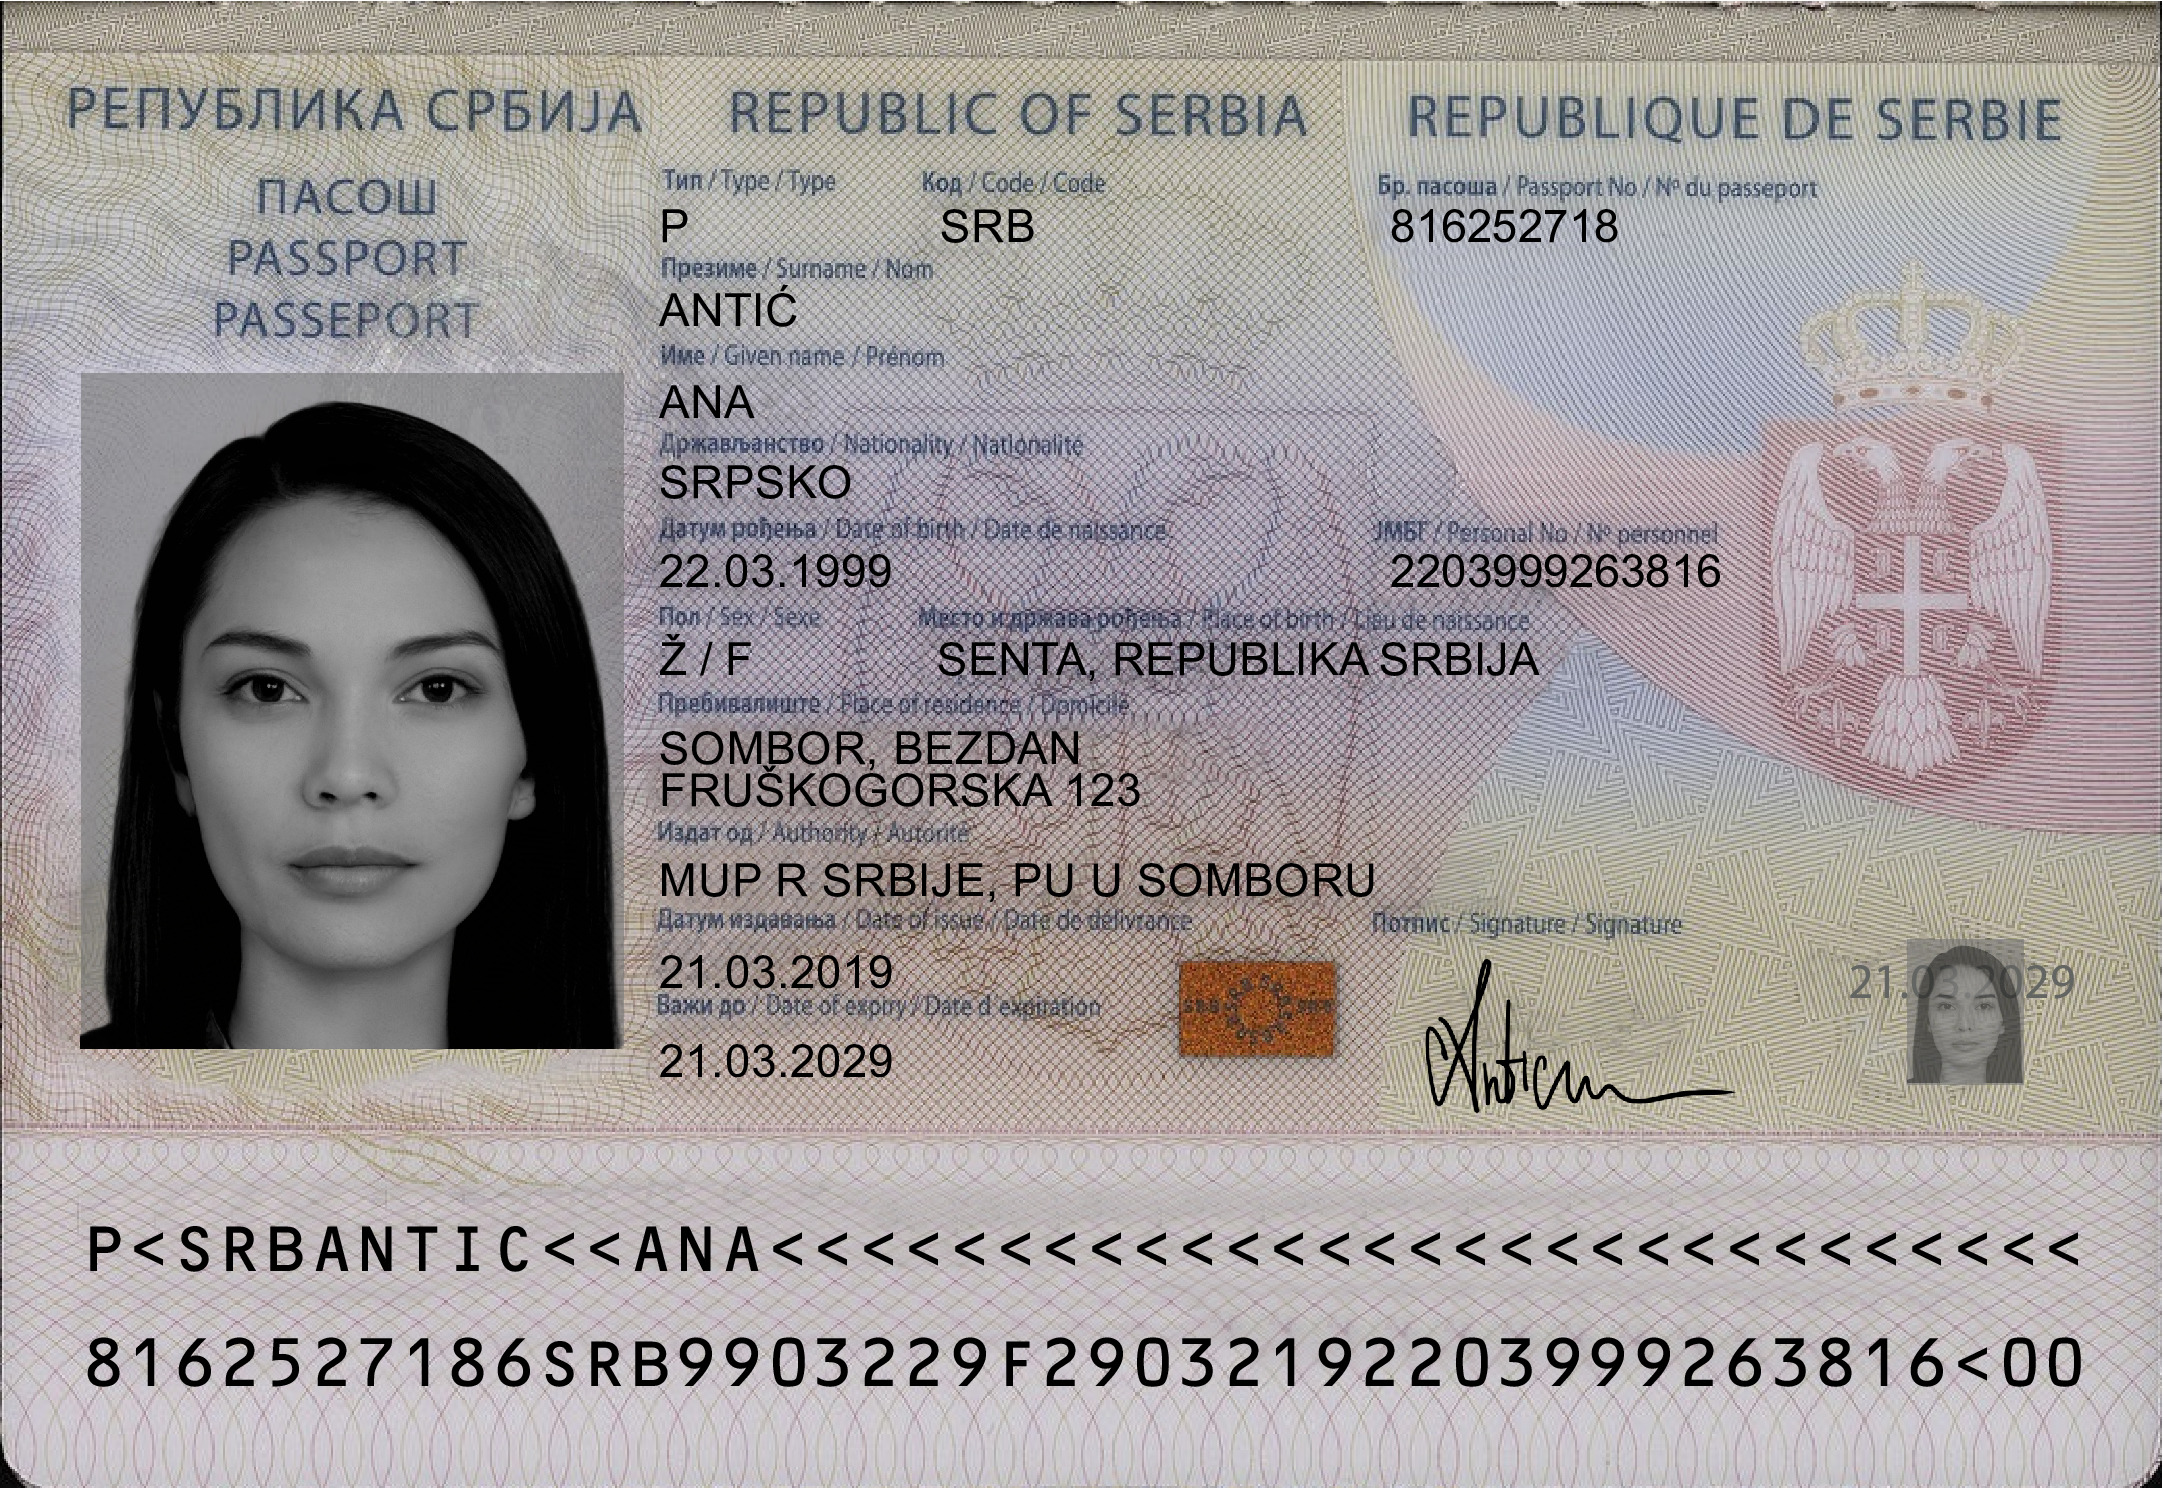 РЕПУБЛИКА СРБИЈА REPUBLIC OF SERBIA REPUBLIQUE DE SERBIE
ПАСОШ
PASSPORT
PASSEPORT
Тип / Type / Type Код / Code / Code Бр. пасоша / Passport No / Nº du passeport
P SRB 816252718
Презиме / Surname / Nom
ANTIĆ
Име / Given name / Prénom
ANA
Држављанство / Nationality / Nationalité
SRPSKO
Датум рођења / Date of birth / Date de naissance ЈМБГ / Personal No / Nº personnel
22.03.1999 2203999263816
Пол / Sex / Sexe Место и држава рођења / Place of birth / Lieu de naissance
Ž / F SENTA, REPUBLIKA SRBIJA
Пребивалиште / Place of residence / Domicile
SOMBOR, BEZDAN
FRUŠKOGORSKA 123
Издат од / Authority / Autorité
MUP R SRBIJE, PU U SOMBORU
Датум издавања / Date of issue / Date de délivrance Потпис / Signature / Signature
21.03.2019
Важи до / Date of expiry / Date d expiration
21.03.2029
21.03.2029
Antic
P<SRBANTIC<<ANA<<<<<<<<<<<<<<<<<<<<<<<<<<<<<
8162527186SRB9903229F29032192203999263816<00